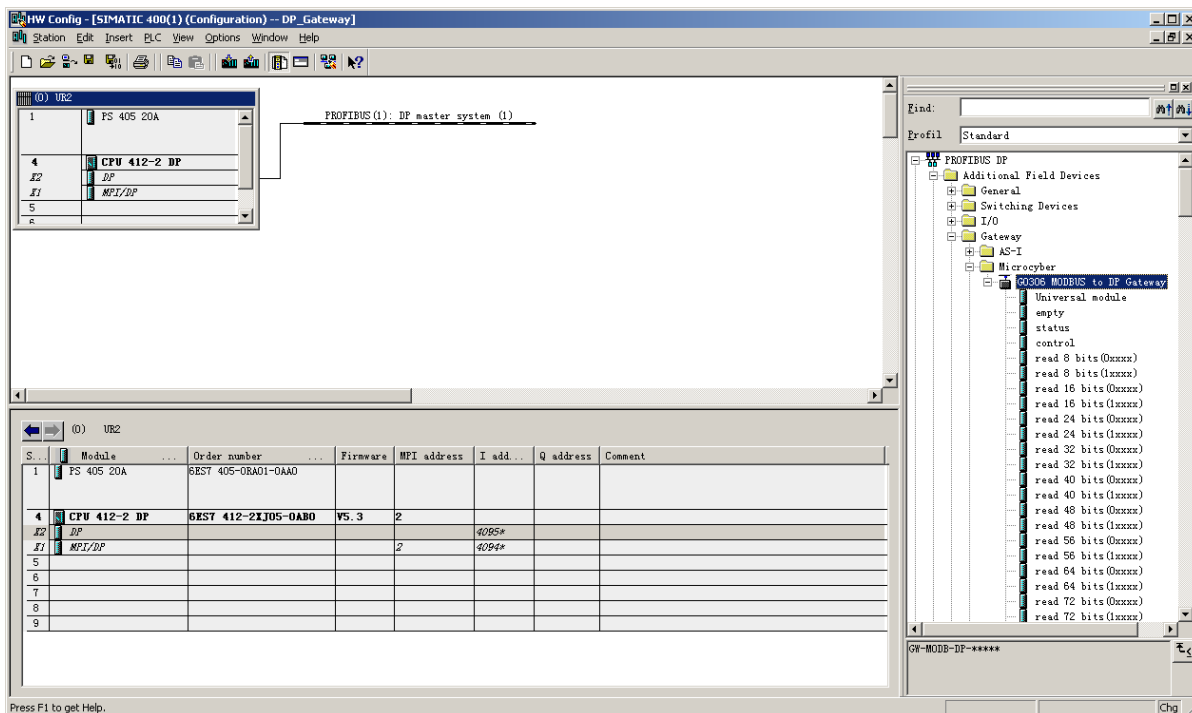 HW Config - [SIMATIC 400(1) (Configuration) -- DP_Gateway]
Station Edit Insert PLC View Options Window Help
(0) UR2
1 PS 405 20A
4 CPU 412-2 DP
X2 DP
X1 MPI/DP
5
6
PROFIBUS(1): DP master system (1)
Find:
Profil Standard
PROFIBUS DP
Additional Field Devices
General
Switching Devices
I/O
Gateway
AS-I
Microcyber
G0306 MODBUS to DP Gateway
Universal module
empty
status
control
read 8 bits(0xxxx)
read 8 bits(1xxxx)
read 16 bits(0xxxx)
read 16 bits(1xxxx)
read 24 bits(0xxxx)
read 24 bits(1xxxx)
read 32 bits(0xxxx)
read 32 bits(1xxxx)
read 40 bits(0xxxx)
read 40 bits(1xxxx)
read 48 bits(0xxxx)
read 48 bits(1xxxx)
read 56 bits(0xxxx)
read 56 bits(1xxxx)
read 64 bits(0xxxx)
read 64 bits(1xxxx)
read 72 bits(0xxxx)
read 72 bits(1xxxx)
GW-MODB-DP-*****
(0) UR2
S... Module ... Order number ... Firmware MPI address I add... Q address Comment
1 PS 405 20A 6ES7 405-0RA01-0AA0
4 CPU 412-2 DP 6ES7 412-2XJ05-0AB0 V5.3 2
X2 DP 4095*
X1 MPI/DP 2 4094*
5
6
7
8
9
Press F1 to get Help.
Chg